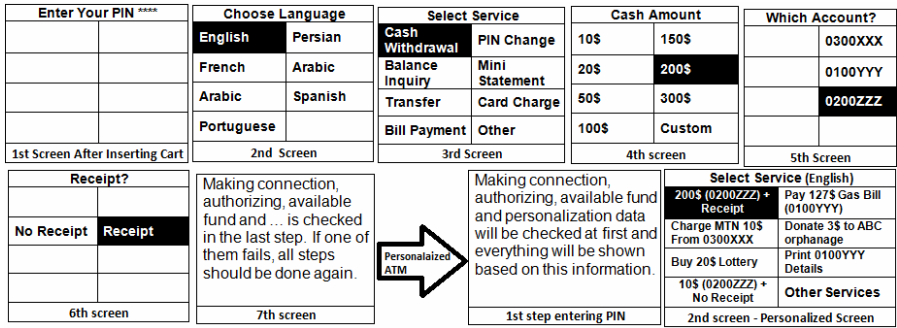 Enter Your PIN ****
1st Screen After Inserting Cart
Choose Language
English
Persian
French
Arabic
Arabic
Spanish
Portuguese
2nd Screen
Select Service
Cash
Withdrawal
PIN Change
Balance
Inquiry
Mini
Statement
Transfer
Card Charge
Bill Payment
Other
3rd Screen
Cash Amount
10$
150$
20$
200$
50$
300$
100$
Custom
4th screen
Which Account?
0300XXX
0100YYY
0200ZZZ
5th Screen
Receipt?
No Receipt
Receipt
6th screen
Making connection,
authorizing, available
fund and ... is checked
in the last step. If one of
them fails, all steps
should be done again.
7th screen
Personalaized
ATM
Making connection,
authorizing, available fund
and personalization data
will be checked at first and
everything will be shown
based on this information.
1st step entering PIN
Select Service (English)
200$ (0200ZZZ) +
Receipt
Pay 127$ Gas Bill
(0100YYY)
Charge MTN 10$
From 0300XXX
Donate 3$ to ABC
orphanage
Buy 20$ Lottery
Print 0100YYY
Details
10$ (0200ZZZ) +
No Receipt
Other Services
2nd screen - Personalized Screen